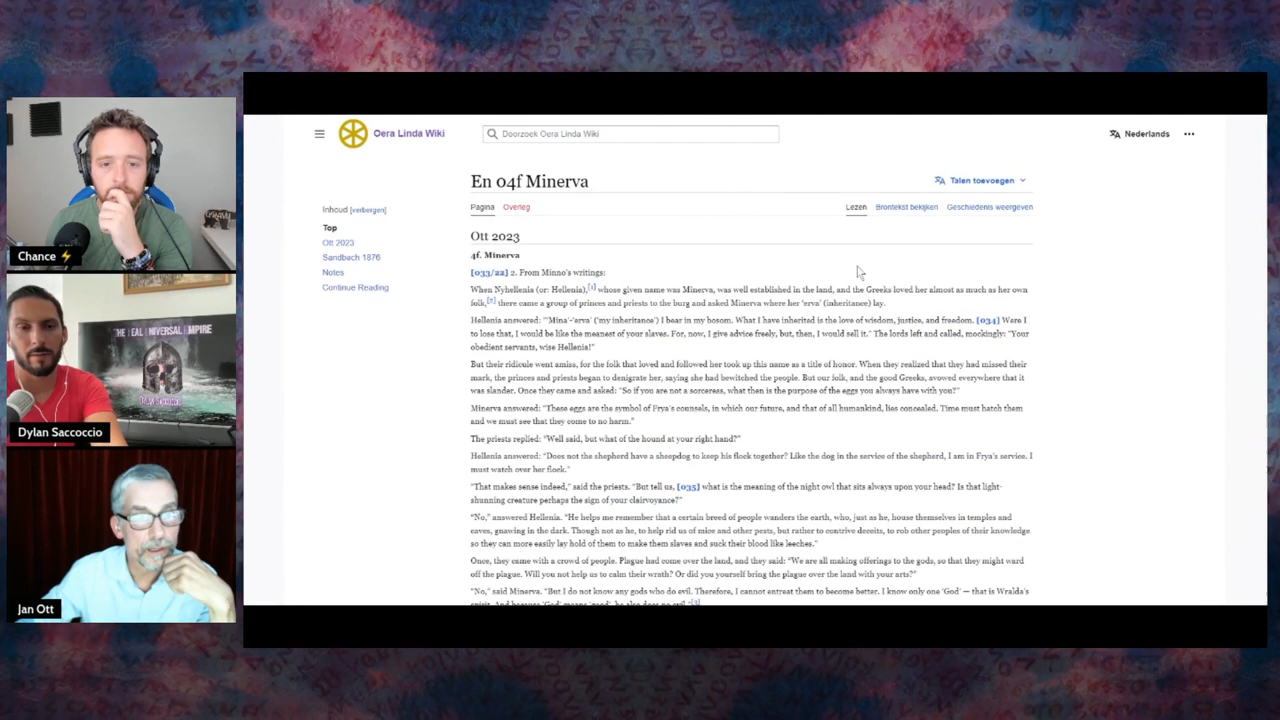 Chance
THE REAL UNIVERSAL EMPIRE
Dylan Saccoccio
Jan Ott
Oera Linda Wiki
Doorzoek Oera Linda Wiki
Nederlands
En 04f Minerva
Talen toevoegen
Inhoud [verbergen]
Pagina Overleg Lezen Brontekst bekijken Geschiedenis weergeven
Top
Ott 2023
Sandbach 1876
Notes
Continue Reading
Ott 2023
4f. Minerva
[033/22] 2. From Minno's writings:
When Nyhellenia (or: Hellenia),[1] whose given name was Minerva, was well established in the land, and the Greeks loved her almost as much as her own
folk,[2] there came a group of princes and priests to the burg and asked Minerva where her 'erva' (inheritance) lay.
Hellenia answered: "'Mina'-'erva' ('my inheritance') I bear in my bosom. What I have inherited is the love of wisdom, justice, and freedom. [034] Were I
to lose that, I would be like the meanest of your slaves. For, now, I give advice freely, but, then, I would sell it." The lords left and called, mockingly: "Your
obedient servants, wise Hellenia!"
But their ridicule went amiss, for the folk that loved and followed her took up this name as a title of honor. When they realized that they had missed their
mark, the princes and priests began to denigrate her, saying she had bewitched the people. But our folk, and the good Greeks, avowed everywhere that it
was slander. Once they came and asked: "So if you are not a sorceress, what then is the purpose of the eggs you always have with you?"
Minerva answered: "These eggs are the symbol of Frya's counsels, in which our future, and that of all humankind, lies concealed. Time must hatch them
and we must see that they come to no harm."
The priests replied: "Well said, but what of the hound at your right hand?"
Hellenia answered: "Does not the shepherd have a sheepdog to keep his flock together? Like the dog in the service of the shepherd, I am in Frya's service. I
must watch over her flock."
"That makes sense indeed," said the priests. "But tell us, [035] what is the meaning of the night owl that sits always upon your head? Is that light-
shunning creature perhaps the sign of your clairvoyance?"
"No," answered Hellenia. "He helps me remember that a certain breed of people wanders the earth, who, just as he, house themselves in temples and
caves, gnawing in the dark. Though not as he, to help rid us of mice and other pests, but rather to contrive deceits, to rob other peoples of their knowledge
so they can more easily lay hold of them to make them slaves and suck their blood like leeches."
Once, they came with a crowd of people. Plague had come over the land, and they said: "We are all making offerings to the gods, so that they might ward
off the plague. Will you not help us to calm their wrath? Or did you yourself bring the plague over the land with your arts?"
"No," said Minerva. "But I do not know any gods who do evil. Therefore, I cannot entreat them to become better. I know only one 'God' — that is Wralda's
spirit. And because 'God' means 'good', he also does no evil."[3]